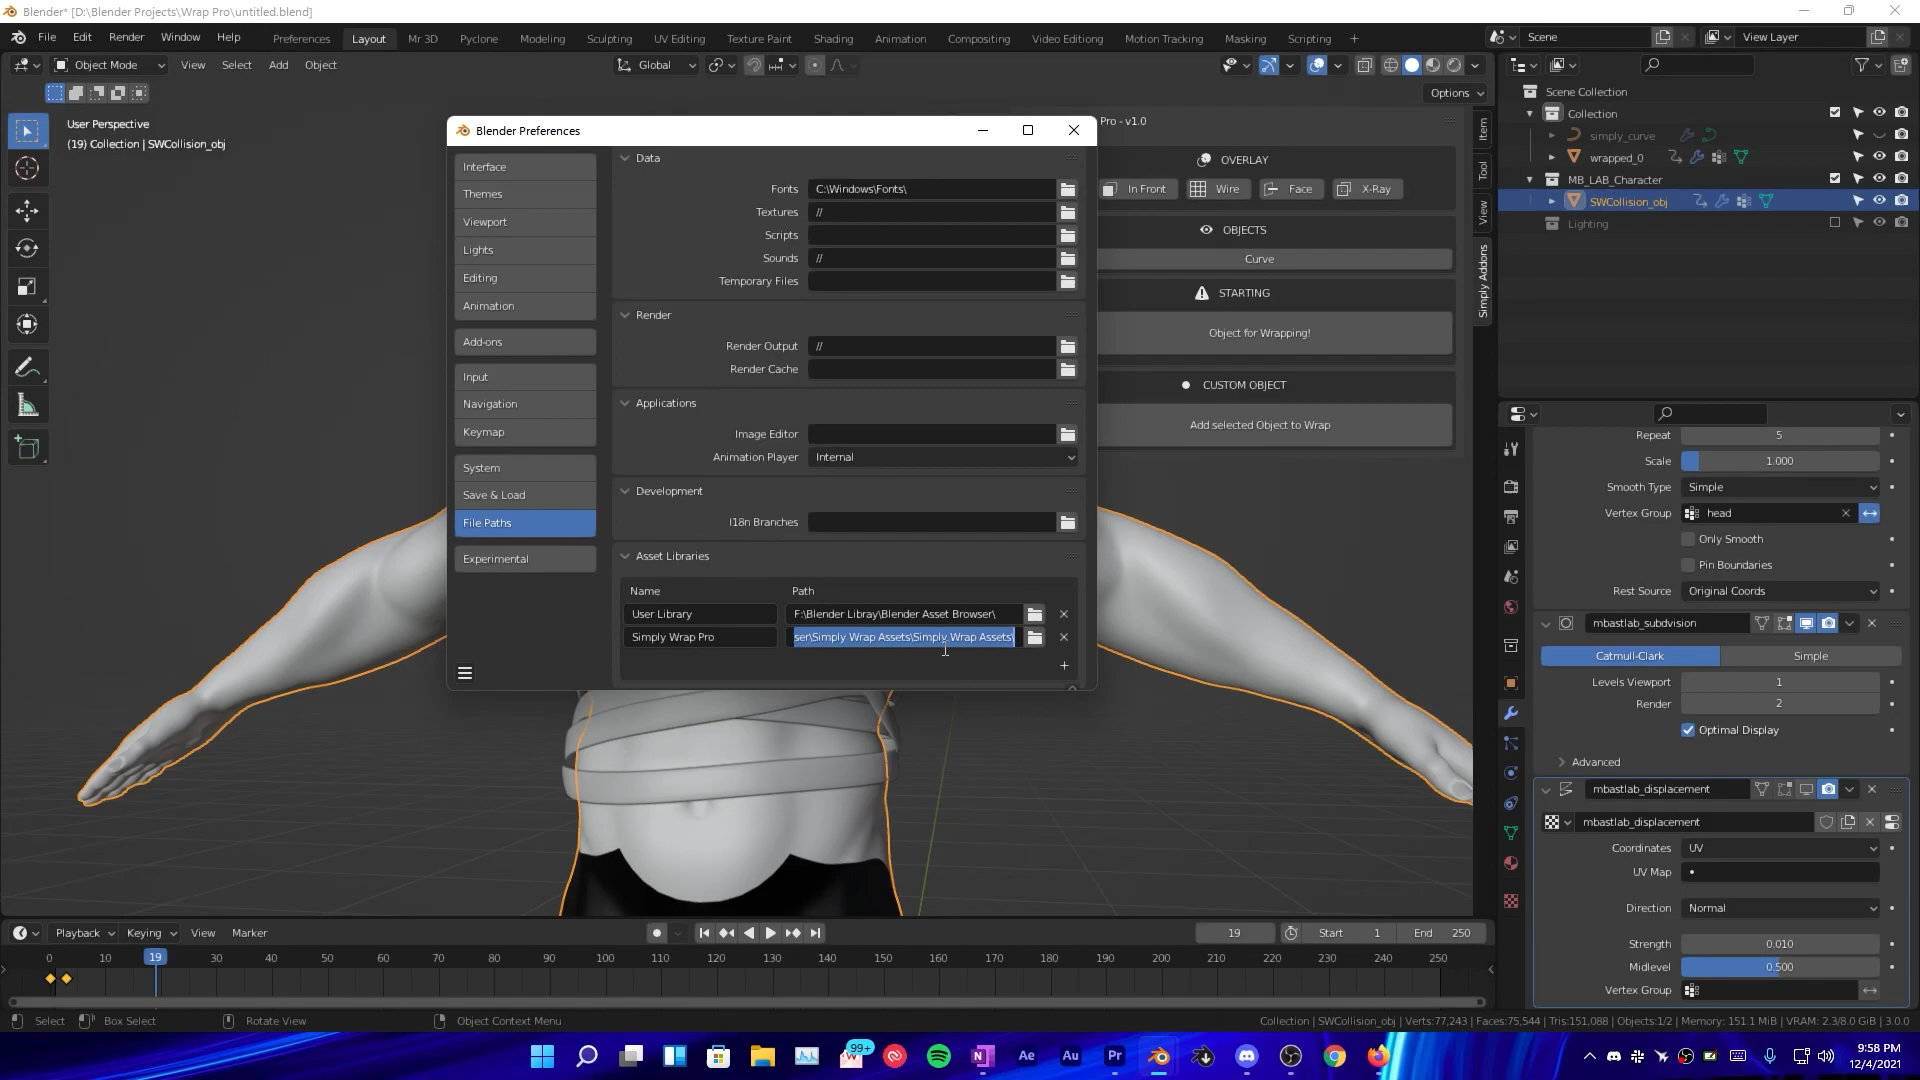 Blender* [D:\Blender Projects\Wrap Pro\untitled.blend]
File Edit Render Window Help Preferences Layout Mr 3D Pyclone Modeling Sculpting UV Editing Texture Paint Shading Animation Compositing Video Editiong Motion Tracking Masking Scripting + Scene View Layer
Object Mode View Select Add Object Global
Options
User Perspective
(19) Collection | SWCollision_obj
Blender Preferences
Interface
Themes
Viewport
Lights
Editing
Animation
Add-ons
Input
Navigation
Keymap
System
Save & Load
File Paths
Experimental
Data
Fonts C:\Windows\Fonts\
Textures //
Scripts
Sounds //
Temporary Files
Render
Render Output //
Render Cache
Applications
Image Editor
Animation Player Internal
Development
I18n Branches
Asset Libraries
Name Path
User Library F:\Blender Libray\Blender Asset Browser\
Simply Wrap Pro ser\Simply Wrap Assets\Simply Wrap Assets\
Pro - v1.0
OVERLAY
In Front Wire Face X-Ray
OBJECTS
Curve
STARTING
Object for Wrapping!
CUSTOM OBJECT
Add selected Object to Wrap
Item
Tool
View
Simply Addons
Scene Collection
Collection
simply_curve
wrapped_0
MB_LAB_Character
SWCollision_obj
Lighting
Repeat 5
Scale 1.000
Smooth Type Simple
Vertex Group head
Only Smooth
Pin Boundaries
Rest Source Original Coords
mbastlab_subdvision
Catmull-Clark Simple
Levels Viewport 1
Render 2
Optimal Display
Advanced
mbastlab_displacement
mbastlab_displacement
Coordinates UV
UV Map
Direction Normal
Strength 0.010
Midlevel 0.500
Vertex Group
Playback Keying View Marker 19 Start 1 End 250
0 10 19 30 40 50 60 70 80 90 100 110 120 130 140 150 160 170 180 190 200 210 220 230 240 250
Select Box Select Rotate View Object Context Menu Collection | SWCollision_obj | Verts:77,243 | Faces:75,544 | Tris:151,088 | Objects:1/2 | Memory: 151.1 MiB | VRAM: 2.3/8.0 GiB | 3.0.0
99+
Ae Au Pr
9:58 PM
12/4/2021